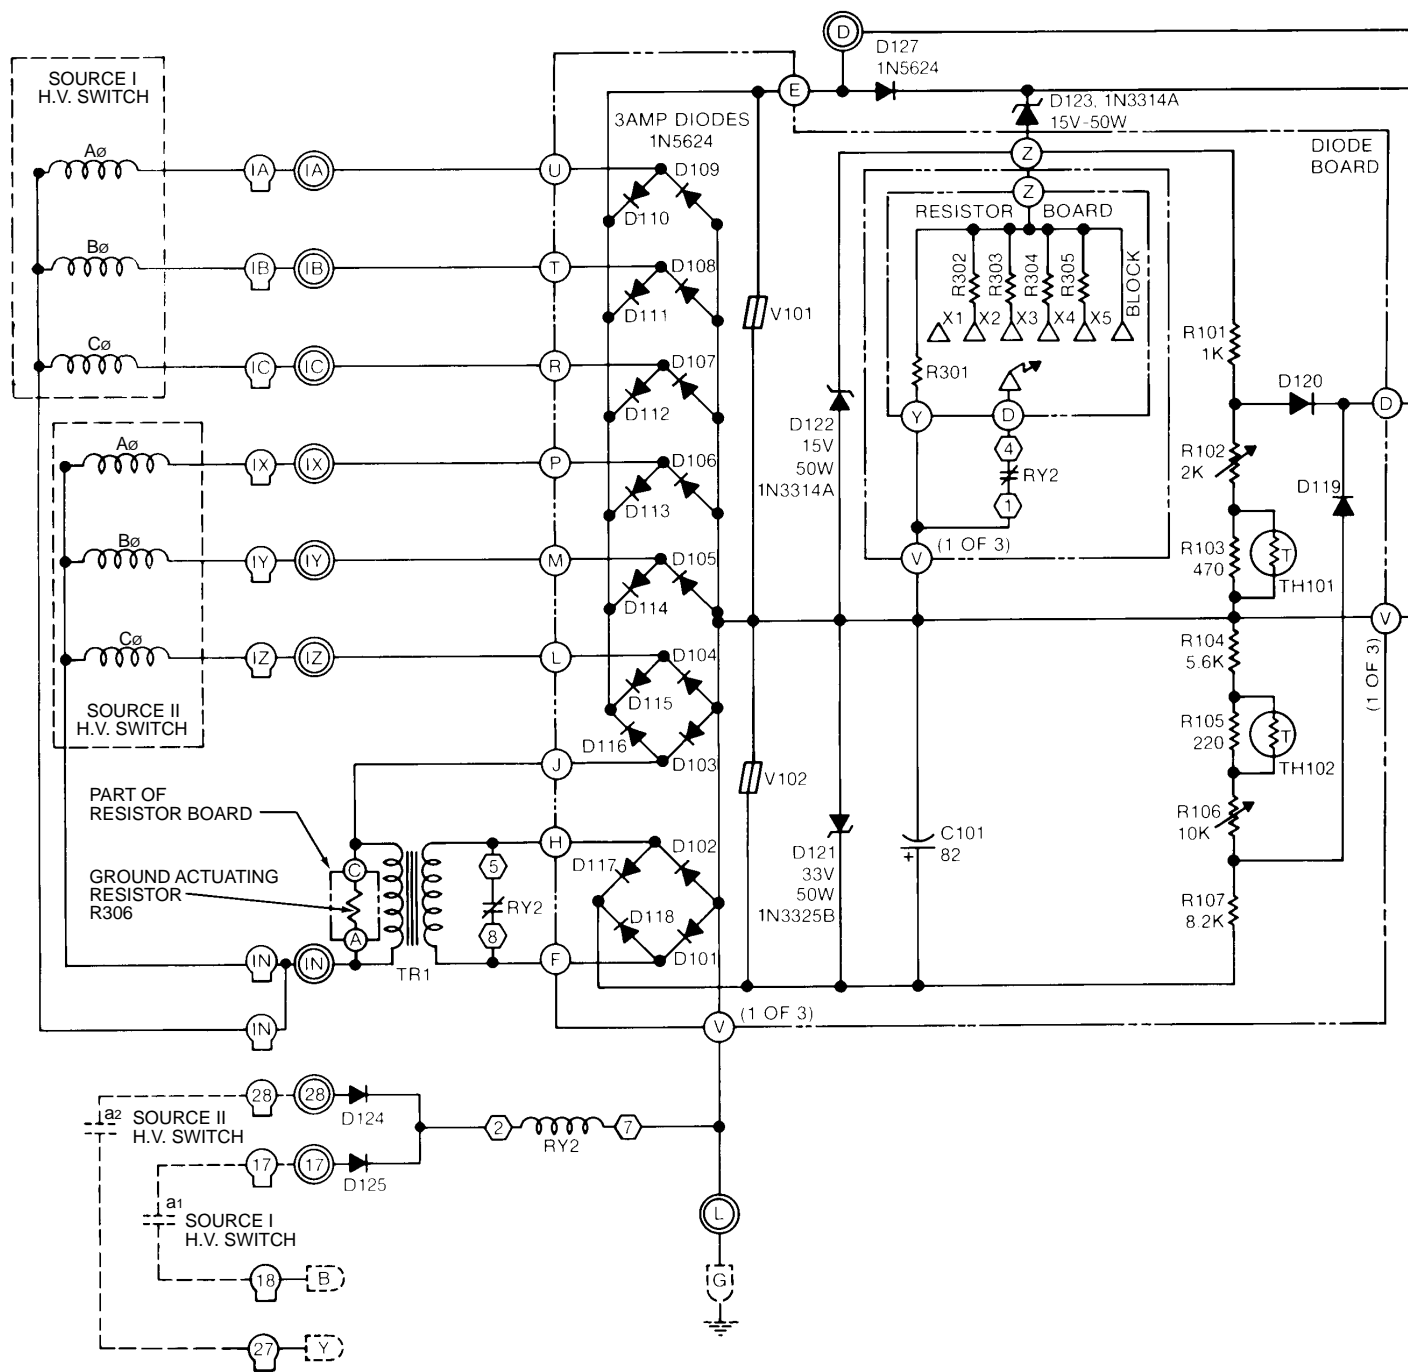 D
D127
1N5624
SOURCE I
H.V. SWITCH
E
D123, 1N3314A
15V-50W
3AMP DIODES
1N5624
DIODE
BOARD
Aø
IA
IA
U
D109
D110
Z
Z
RESISTOR BOARD
Bø
IB
IB
T
D108
D111
R302
R303
R304
R305
BLOCK
V101
X1
X2
X3
X4
X5
R101
1K
Cø
IC
IC
R
D107
D112
R301
D120
D
Y
D
D122
15V
50W
1N3314A
4
RY2
1
R102
2K
D119
Aø
IX
IX
P
D106
D113
Bø
IY
IY
M
D105
D114
(1 OF 3)
V
R103
470
T
TH101
V
(1 OF 3)
Cø
IZ
IZ
L
D104
D115
R104
5.6K
SOURCE II
H.V. SWITCH
D116
D103
J
R105
220
T
TH102
V102
PART OF
RESISTOR BOARD
R106
10K
C
H
D117
D102
5
C101
+
82
D121
33V
50W
1N3325B
GROUND ACTUATING
RESISTOR
R306
RY2
8
D118
D101
R107
8.2K
A
IN
IN
TR1
F
IN
V
(1 OF 3)
28
28
D124
a2
SOURCE II
H.V. SWITCH
2
RY2
7
17
17
D125
a1
SOURCE I
H.V. SWITCH
L
18
B
G
27
Y